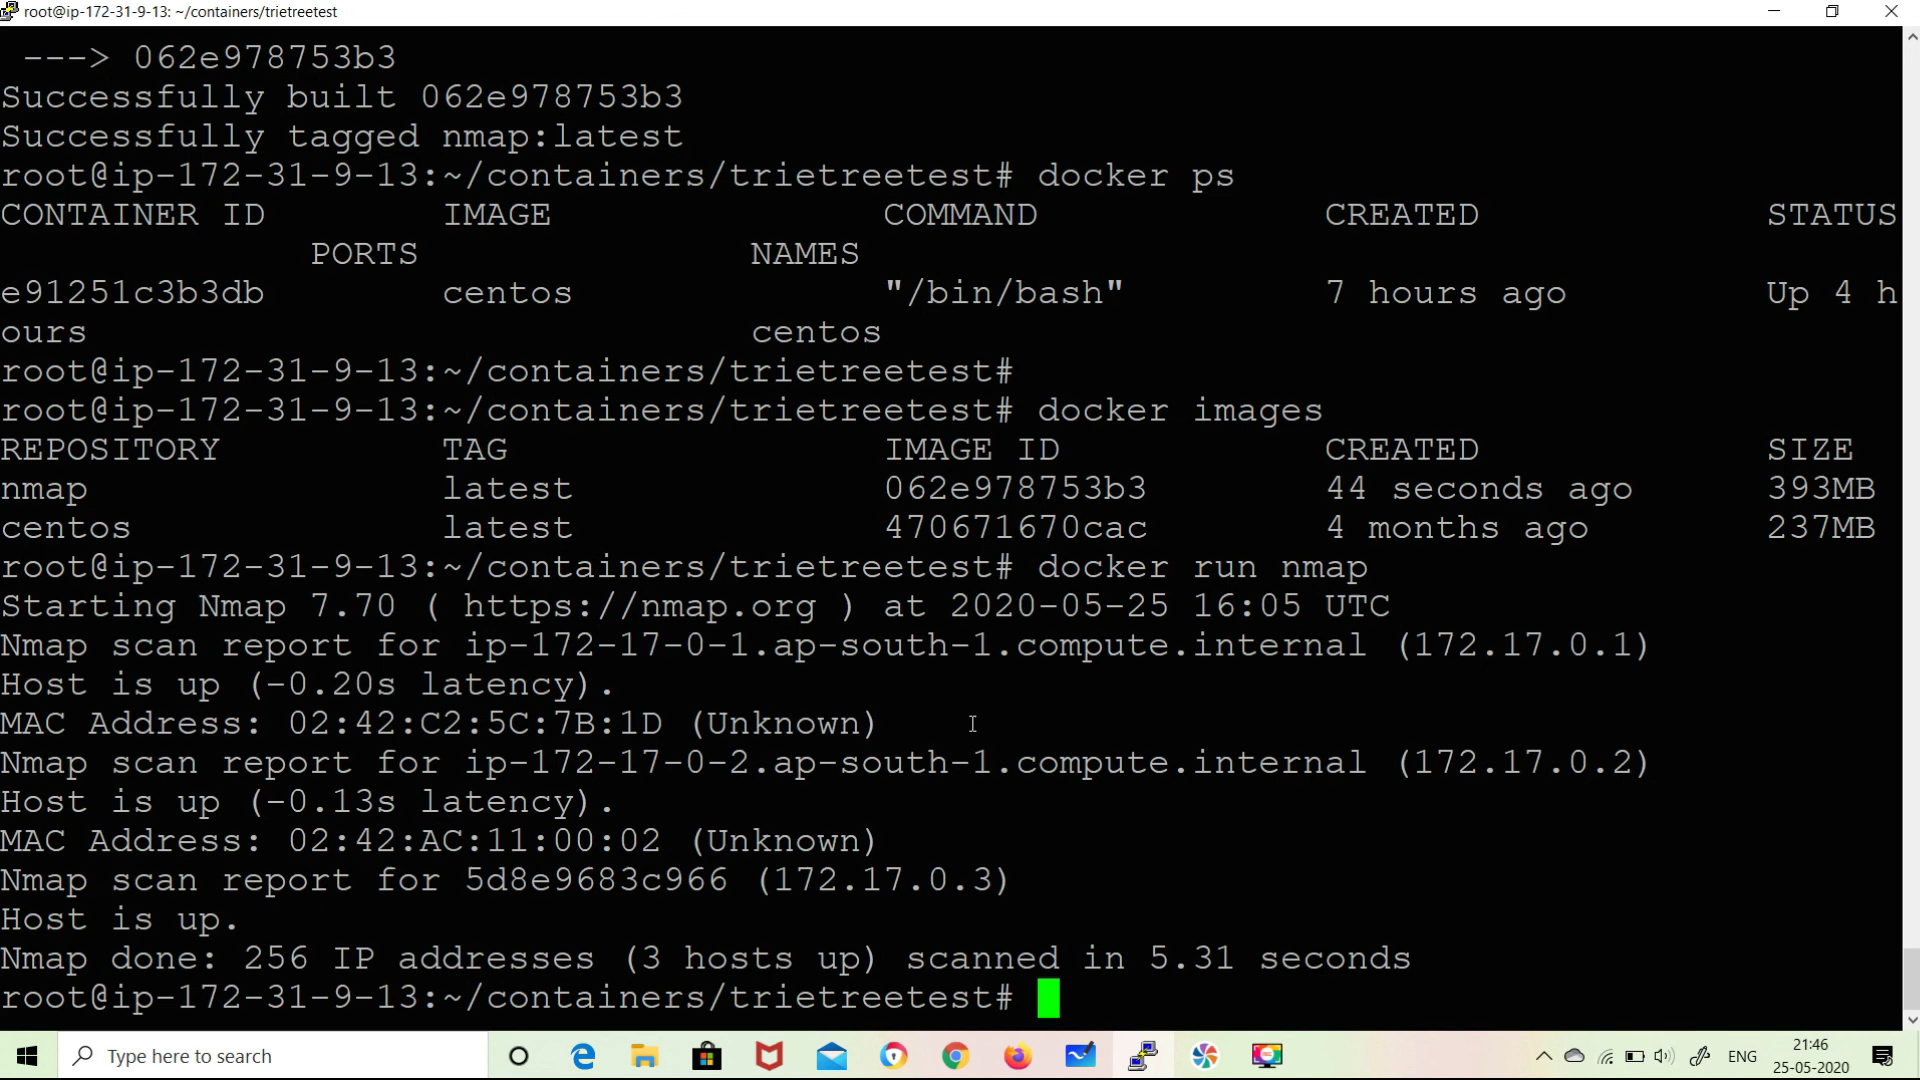 root@ip-172-31-9-13: ~/containers/trietreetest
---> 062e978753b3
Successfully built 062e978753b3
Successfully tagged nmap:latest
root@ip-172-31-9-13:~/containers/trietreetest# docker ps
CONTAINER ID IMAGE COMMAND CREATED STATUS
PORTS NAMES
e91251c3b3db centos "/bin/bash" 7 hours ago Up 4 h
ours centos
root@ip-172-31-9-13:~/containers/trietreetest#
root@ip-172-31-9-13:~/containers/trietreetest# docker images
REPOSITORY TAG IMAGE ID CREATED SIZE
nmap latest 062e978753b3 44 seconds ago 393MB
centos latest 470671670cac 4 months ago 237MB
root@ip-172-31-9-13:~/containers/trietreetest# docker run nmap
Starting Nmap 7.70 ( https://nmap.org ) at 2020-05-25 16:05 UTC
Nmap scan report for ip-172-17-0-1.ap-south-1.compute.internal (172.17.0.1)
Host is up (-0.20s latency).
MAC Address: 02:42:C2:5C:7B:1D (Unknown)
Nmap scan report for ip-172-17-0-2.ap-south-1.compute.internal (172.17.0.2)
Host is up (-0.13s latency).
MAC Address: 02:42:AC:11:00:02 (Unknown)
Nmap scan report for 5d8e9683c966 (172.17.0.3)
Host is up.
Nmap done: 256 IP addresses (3 hosts up) scanned in 5.31 seconds
root@ip-172-31-9-13:~/containers/trietreetest#
Type here to search
ENG
21:46
25-05-2020